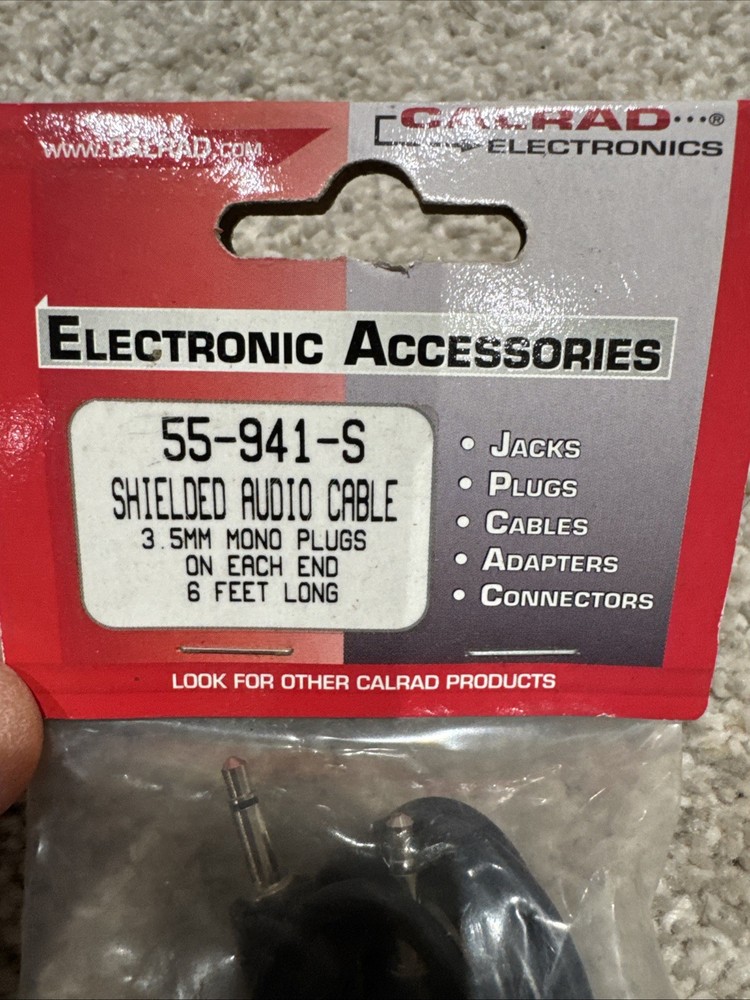 www.CALRAD.COM
CALRAD...®
ELECTRONICS
ELECTRONIC ACCESSORIES
55-941-S
SHIELDED AUDIO CABLE
3.5MM MONO PLUGS
ON EACH END
6 FEET LONG
• JACKS
• PLUGS
• CABLES
• ADAPTERS
• CONNECTORS
LOOK FOR OTHER CALRAD PRODUCTS